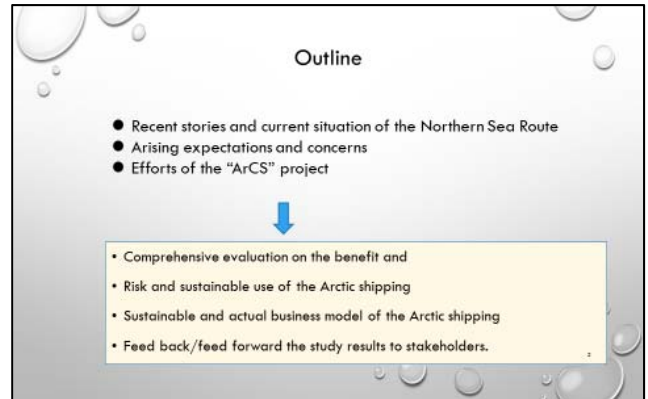 Outline
● Recent stories and current situation of the Northern Sea Route
● Arising expectations and concerns
● Efforts of the “ArCS” project
• Comprehensive evaluation on the benefit and
• Risk and sustainable use of the Arctic shipping
• Sustainable and actual business model of the Arctic shipping
• Feed back/feed forward the study results to stakeholders.